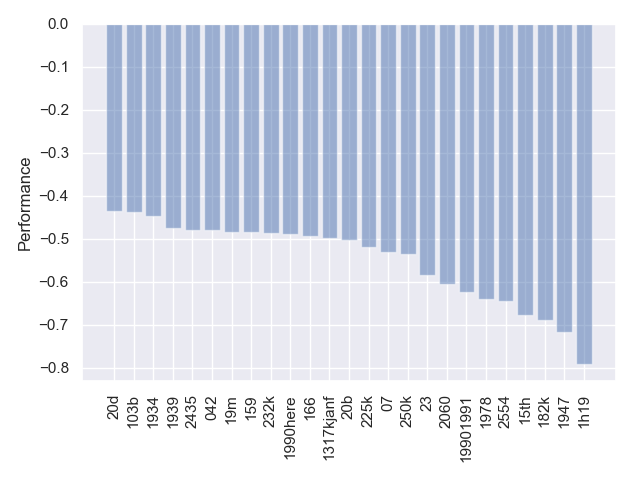 0.0
−0.1
−0.2
−0.3
−0.4
−0.5
−0.6
−0.7
−0.8
Performance
20d
103b
1934
1939
2435
042
19m
159
232k
1990here
166
1317kjanf
20b
225k
07
250k
23
2060
19901991
1978
2554
15th
182k
1947
1h19